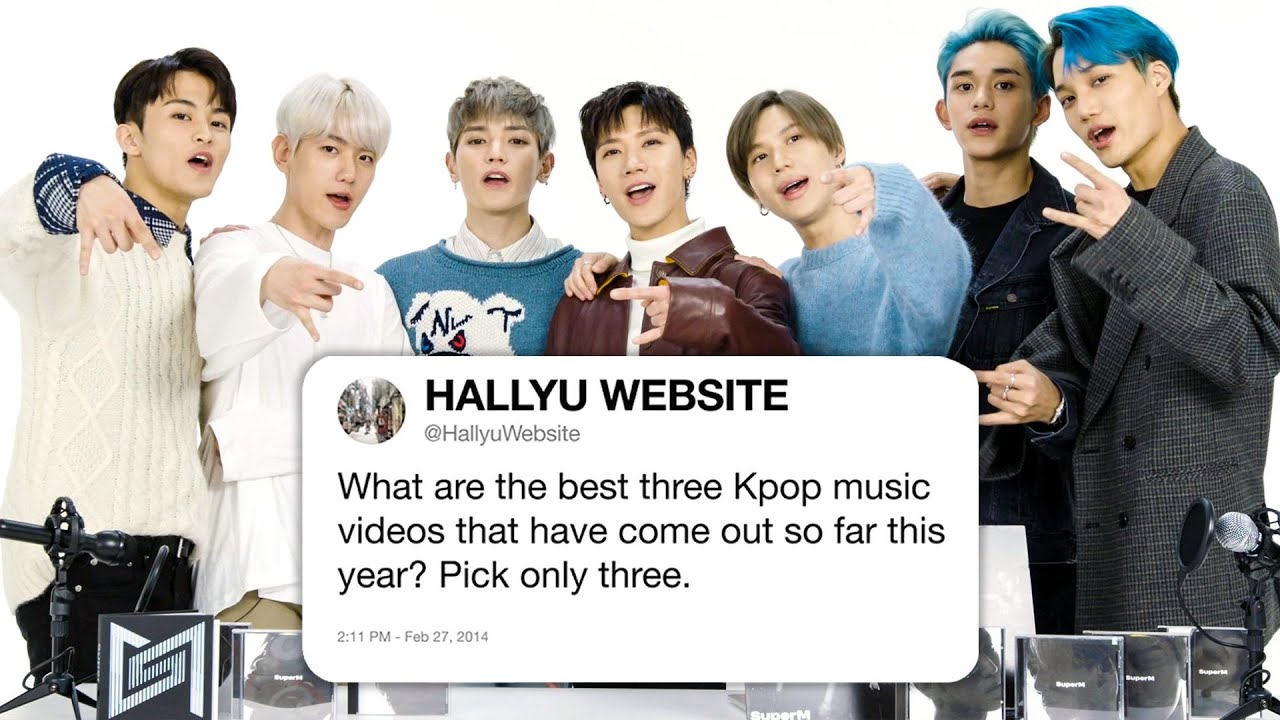 NL T
HALLYU WEBSITE
@HallyuWebsite
What are the best three Kpop music
videos that have come out so far this
year? Pick only three.
2:11 PM - Feb 27, 2014
SuperM
SuperM
SuperM
SuperM
SuperM